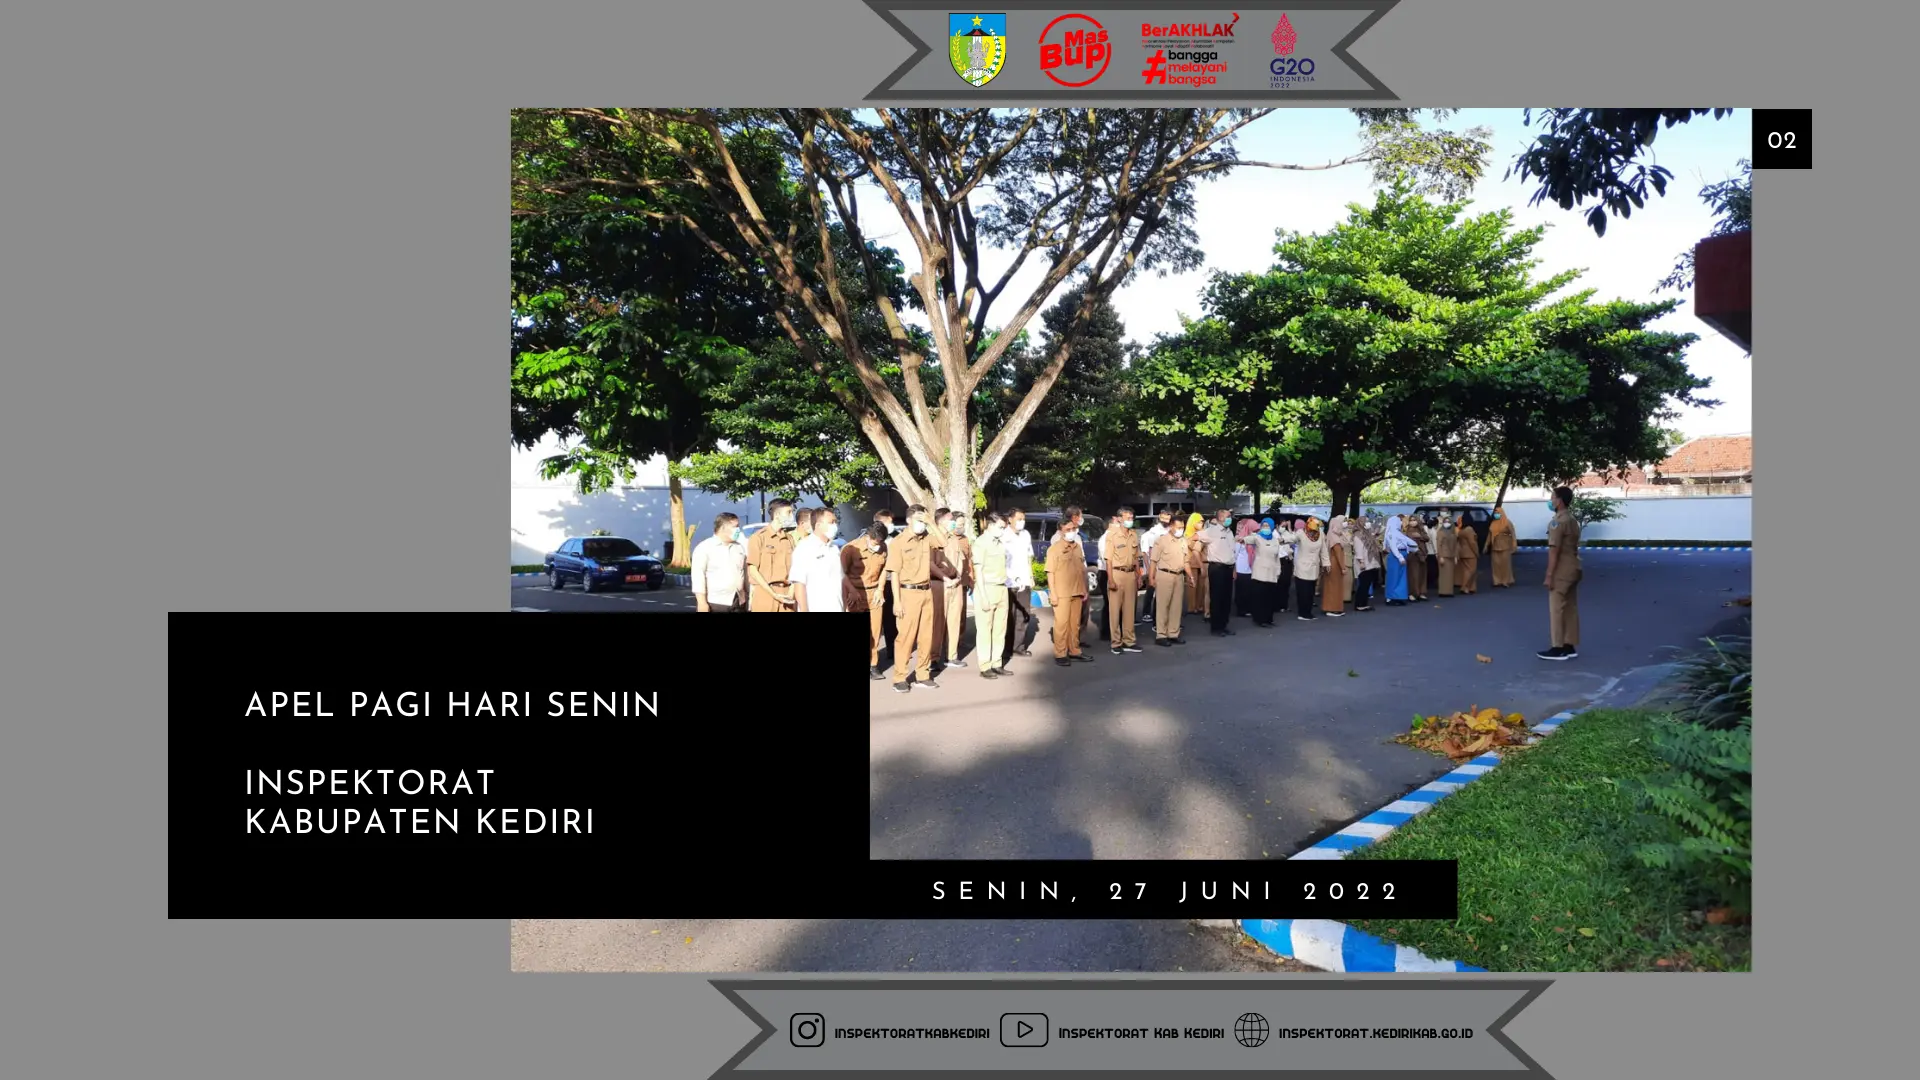 Mas
Bup
BerAKHLAK
#bangga
melayani
bangsa
G20
INDONESIA
2022
02
APEL PAGI HARI SENIN
INSPEKTORAT
KABUPATEN KEDIRI
SENIN, 27 JUNI 2022
INSPEKTORATKABKEDIRI
INSPEKTORAT KAB KEDIRI
INSPEKTORAT.KEDIRIKAB.GO.ID